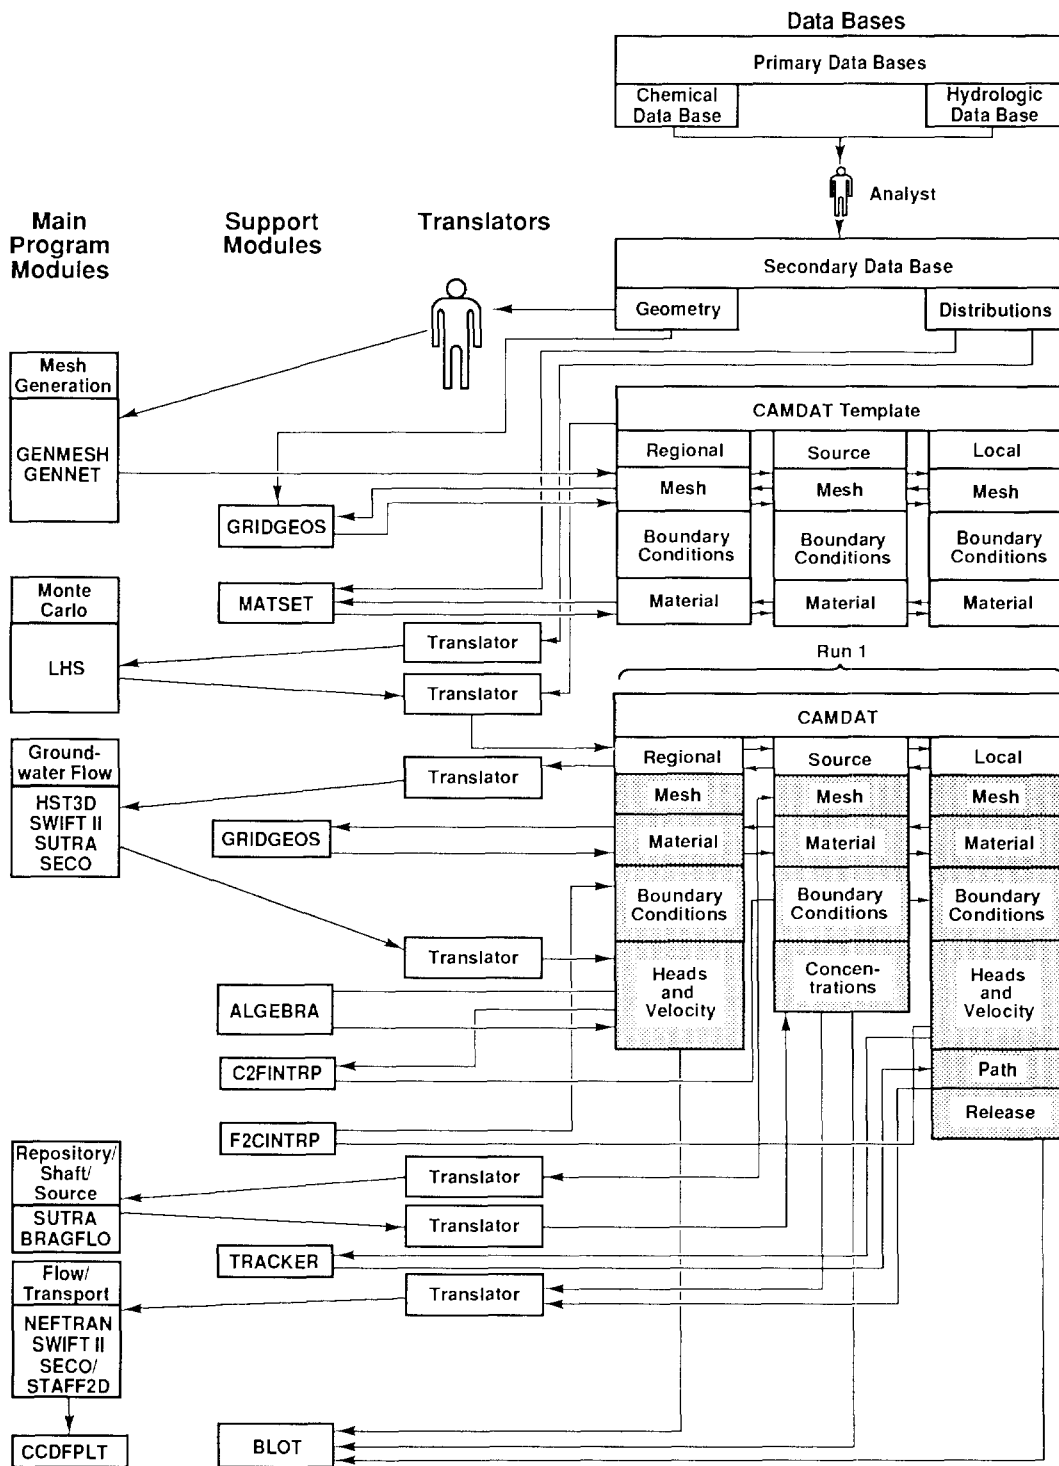 Data Bases
Primary Data Bases
Chemical
Data Base
Hydrologic
Data Base
Analyst
Main
Program
Modules
Support
Modules
Translators
Secondary Data Base
Geometry
Distributions
Mesh
Generation
GENMESH
GENNET
CAMDAT Template
Regional
Source
Local
Mesh
Mesh
Mesh
GRIDGEOS
Boundary
Conditions
Boundary
Conditions
Boundary
Conditions
Monte
Carlo
LHS
MATSET
Material
Material
Material
Translator
Translator
Run 1
CAMDAT
Ground-
water Flow
HST3D
SWIFT II
SUTRA
SECO
Translator
Regional
Source
Local
Mesh
Mesh
Mesh
GRIDGEOS
Material
Material
Material
Boundary
Conditions
Boundary
Conditions
Boundary
Conditions
Translator
Heads
and
Velocity
Concen-
trations
Heads
and
Velocity
ALGEBRA
C2FINTRP
Path
Release
F2CINTRP
Repository/
Shaft/
Source
SUTRA
BRAGFLO
Translator
Translator
TRACKER
Flow/
Transport
NEFTRAN
SWIFT II
SECO/
STAFF2D
Translator
CCDFPLT
BLOT